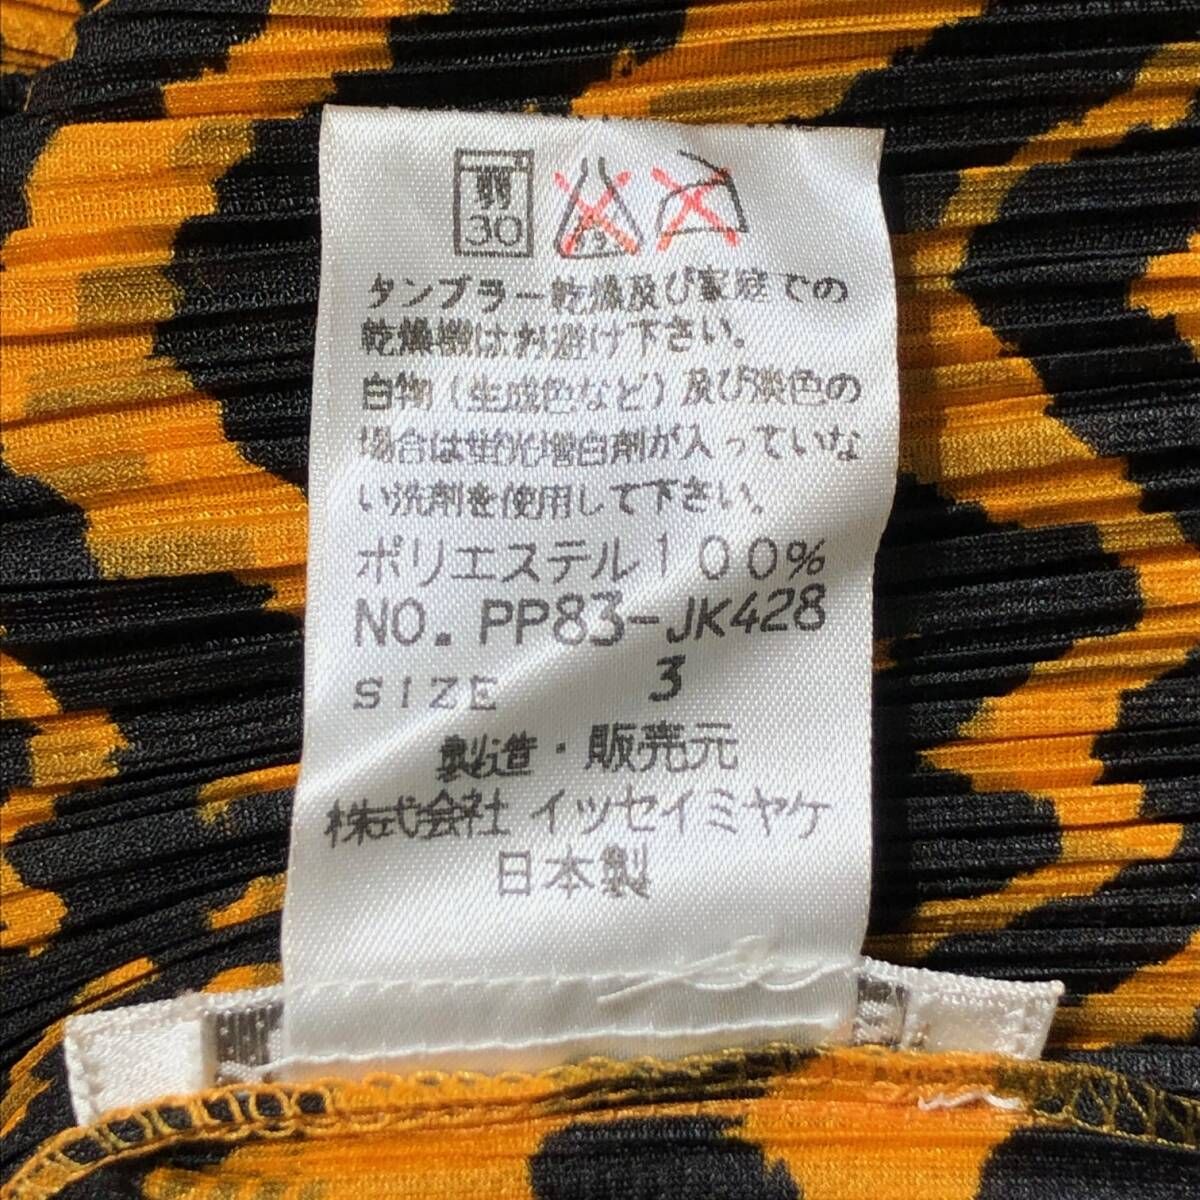 弱
30
タンブラー乾燥及び家庭での
乾燥機はお避け下さい。
白物（生成色など）及び淡色の
場合は蛍光増白剤が入っていな
い洗剤を使用して下さい。
ポリエステル100%
NO. PP83-JK428
SIZE 3
製造・販売元
株式会社イッセイミヤケ
日本製